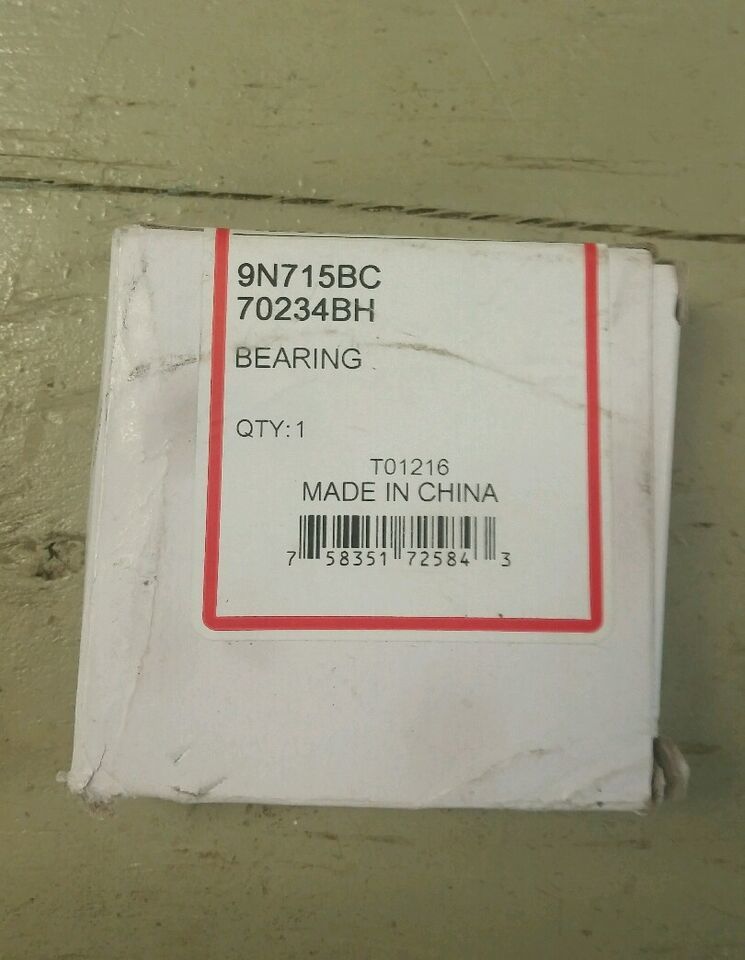 9N715BC
70234BH
BEARING
QTY: 1
T01216
MADE IN CHINA
7 58351 72584 3